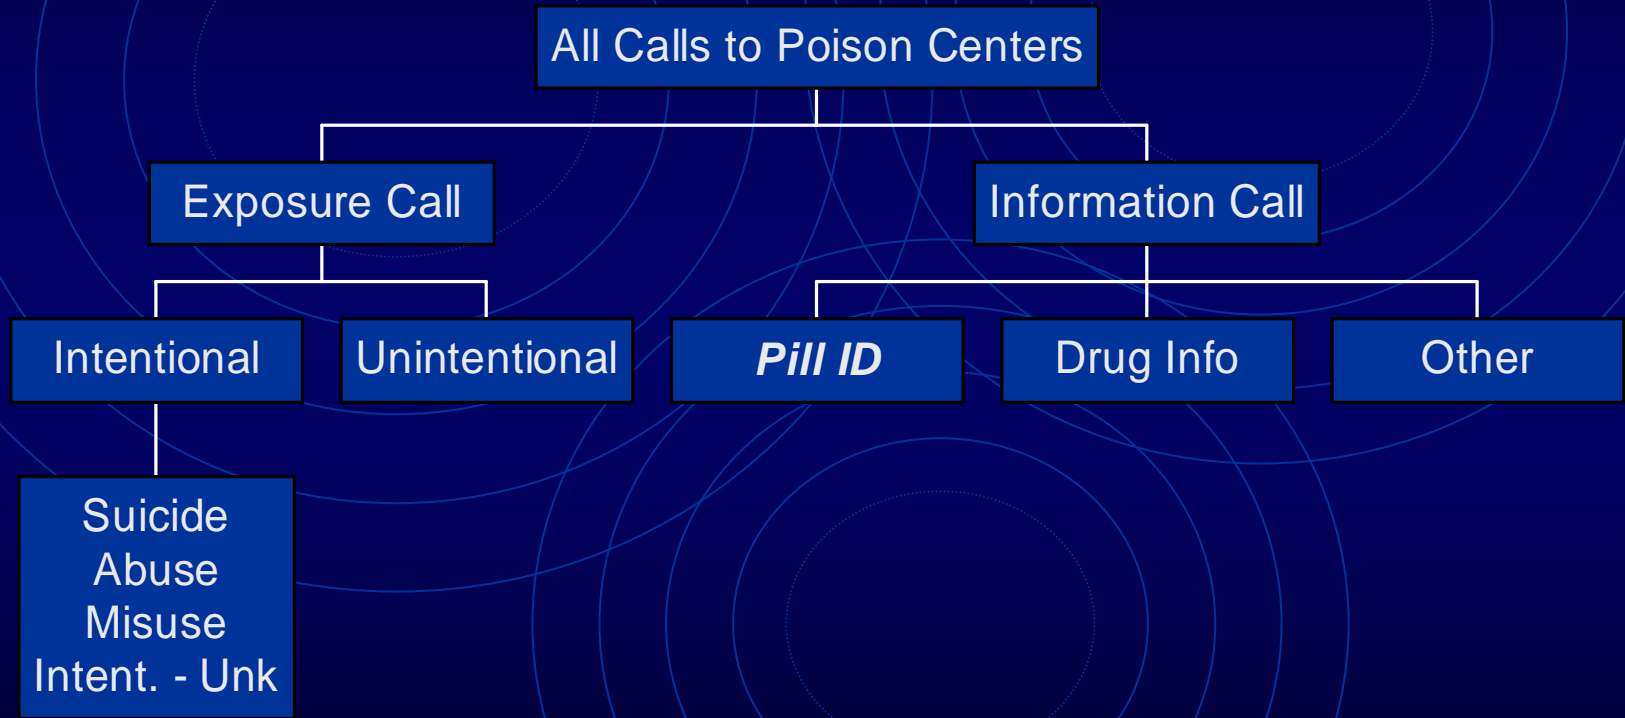 All Calls to Poison Centers
Exposure Call
Information Call
Intentional
Unintentional
Pill ID
Drug Info
Other
Suicide
Abuse
Misuse
Intent. - Unk